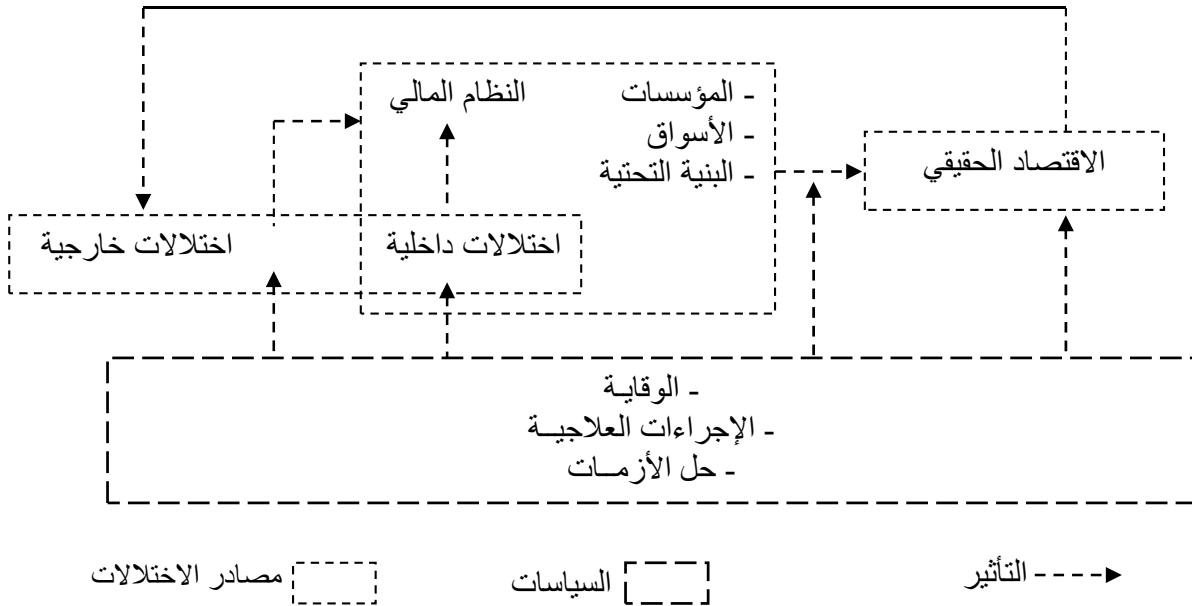 - المؤسسات
النظام المالي
- الأسواق
- البنية التحتية
الاقتصاد الحقيقي
اختلالات داخلية
اختلالات خارجية
- الوقايـة
- الإجراءات العلاجيــة
- حل الأزمــات
التأثير
السياسات
مصادر الاختلالات